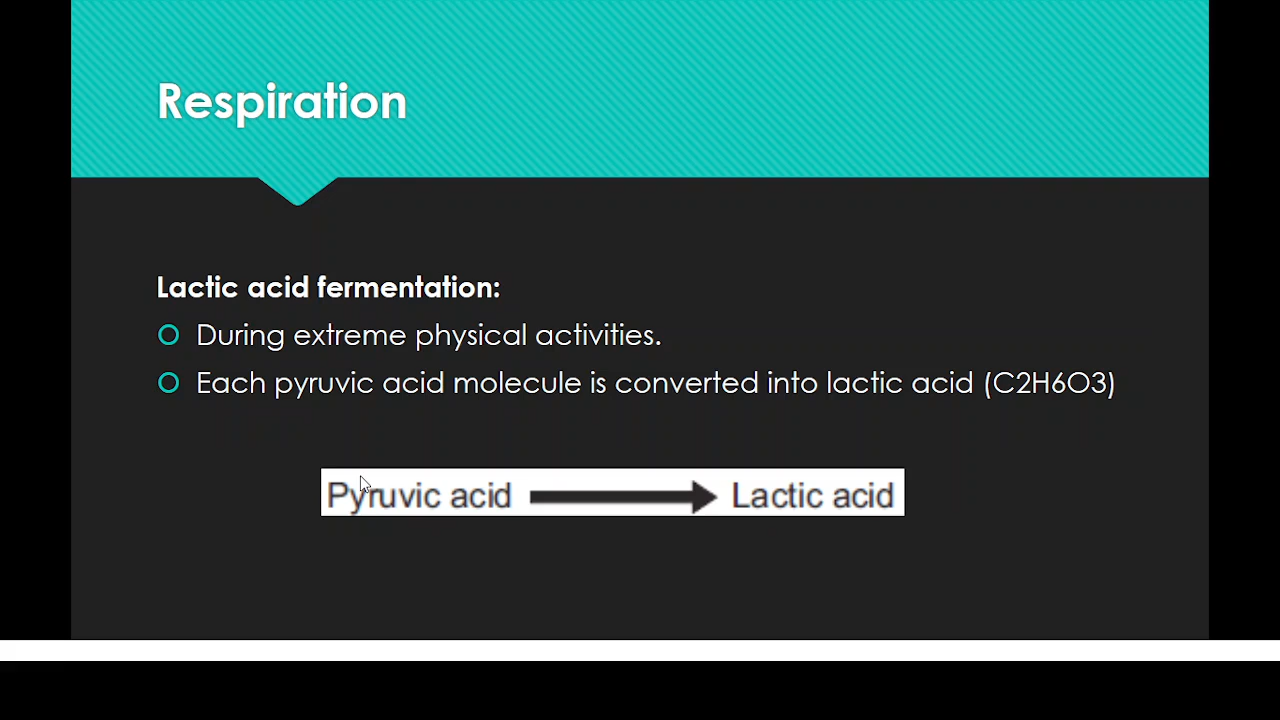 Respiration
Lactic acid fermentation:
During extreme physical activities.
Each pyruvic acid molecule is converted into lactic acid (C2H6O3)
Pyruvic acid Lactic acid